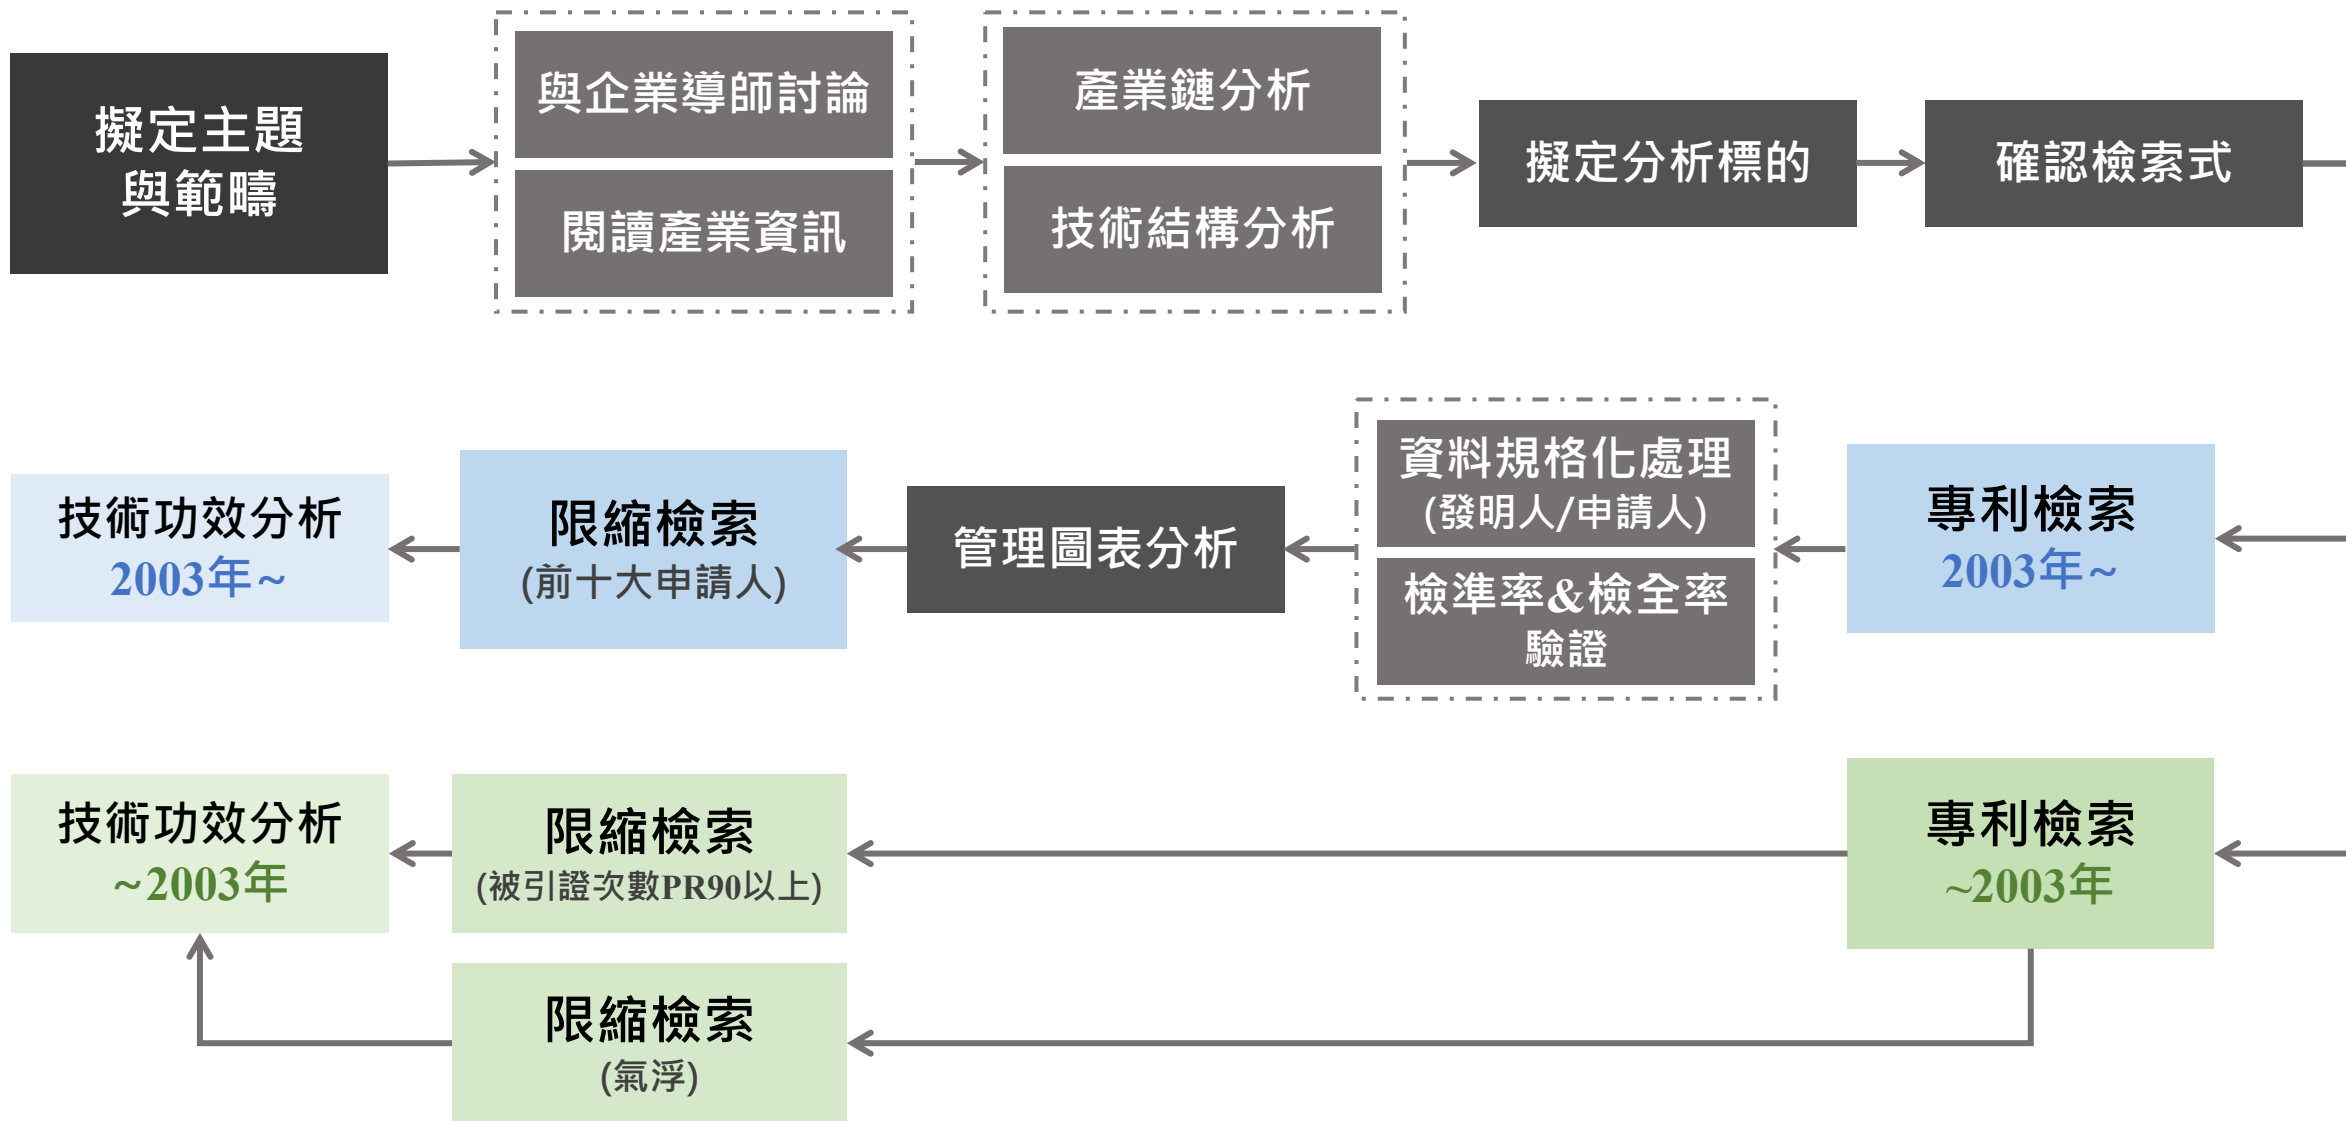 擬定主題
與範疇
與企業導師討論
閱讀產業資訊
產業鏈分析
技術結構分析
擬定分析標的
確認檢索式
專利檢索
2003年~
資料規格化處理
(發明人/申請人)
檢準率&檢全率
驗證
管理圖表分析
限縮檢索
(前十大申請人)
技術功效分析
2003年~
專利檢索
~2003年
限縮檢索
(被引證次數PR90以上)
技術功效分析
~2003年
限縮檢索
(氣浮)